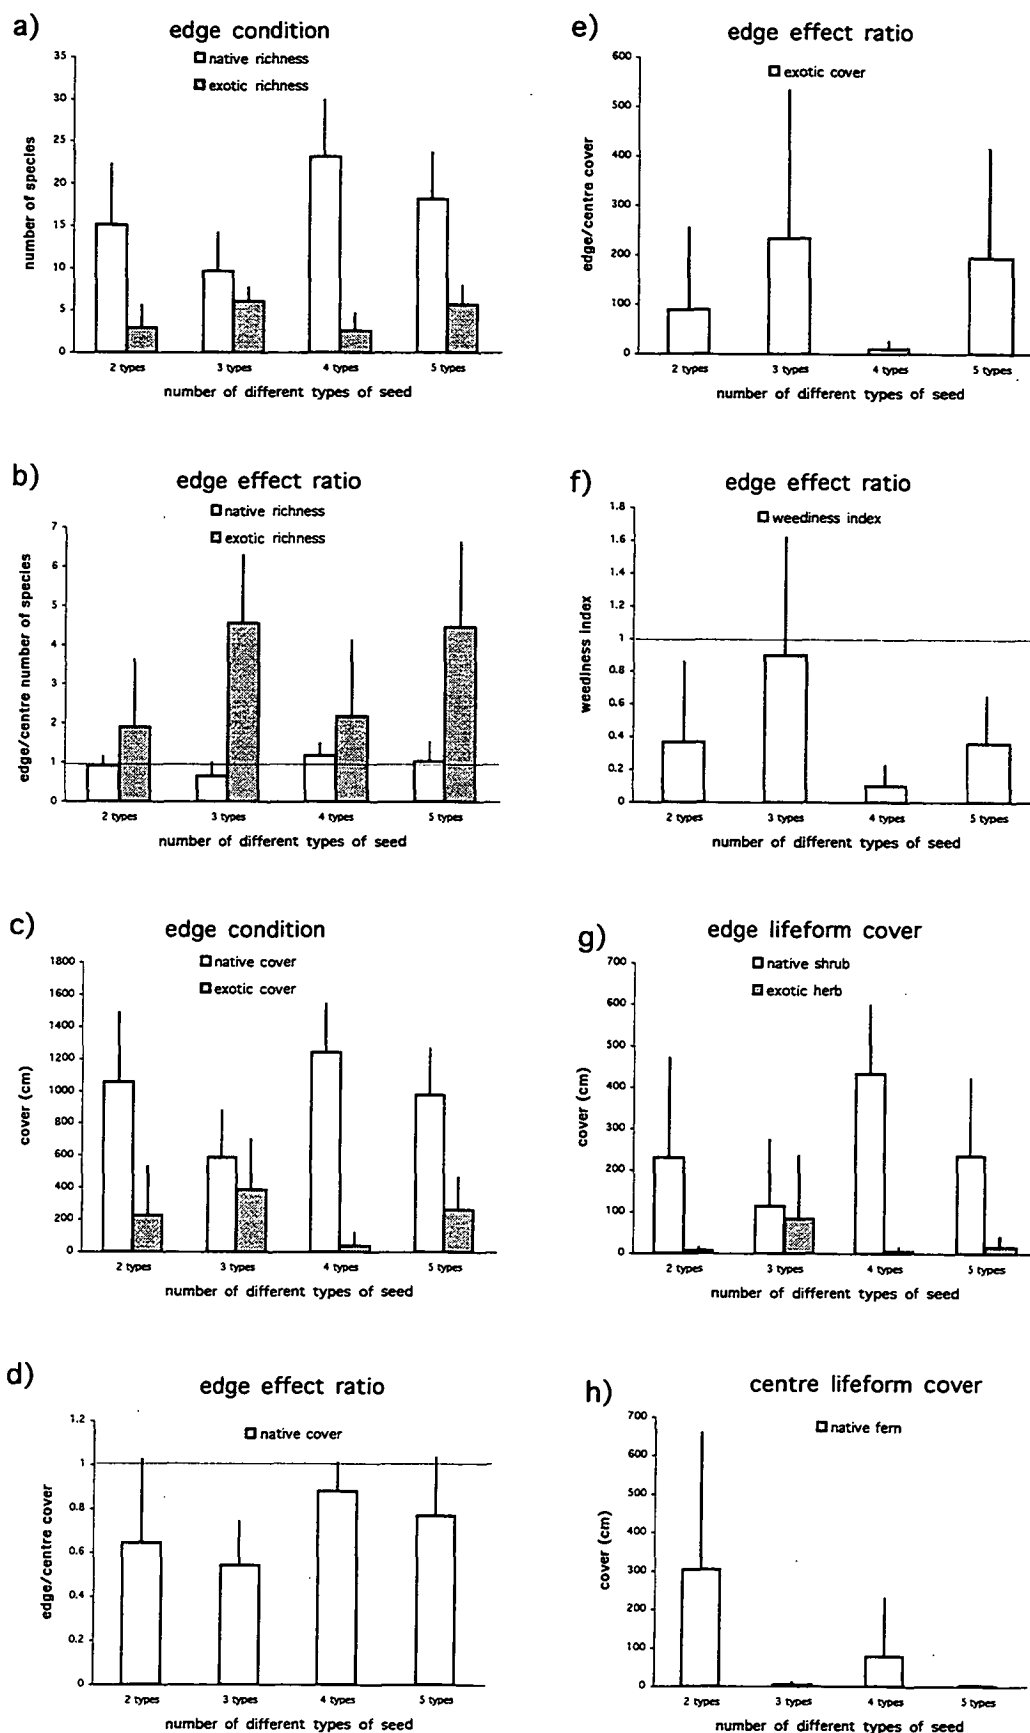 a)
edge condition
native richness
exotic richness
35
30
25
20
15
10
5
0
number of species
2 types
3 types
4 types
5 types
number of different types of seed
b)
edge effect ratio
native richness
exotic richness
7
6
5
4
3
2
1
0
edge/centre number of species
2 types
3 types
4 types
5 types
number of different types of seed
c)
edge condition
native cover
exotic cover
1800
1600
1400
1200
1000
800
600
400
200
0
cover (cm)
2 types
3 types
4 types
5 types
number of different types of seed
d)
edge effect ratio
native cover
1.2
1
0.8
0.6
0.4
0.2
0
edge/centre cover
2 types
3 types
4 types
5 types
number of different types of seed
e)
edge effect ratio
exotic cover
600
500
400
300
200
100
0
edge/centre cover
2 types
3 types
4 types
5 types
number of different types of seed
f)
edge effect ratio
weediness index
1.8
1.6
1.4
1.2
1
0.8
0.6
0.4
0.2
0
weediness index
2 types
3 types
4 types
5 types
number of different types of seed
g)
edge lifeform cover
native shrub
exotic herb
700
600
500
400
300
200
100
0
cover (cm)
2 types
3 types
4 types
5 types
number of different types of seed
h)
centre lifeform cover
native fern
700
600
500
400
300
200
100
0
cover (cm)
2 types
3 types
4 types
5 types
number of different types of seed